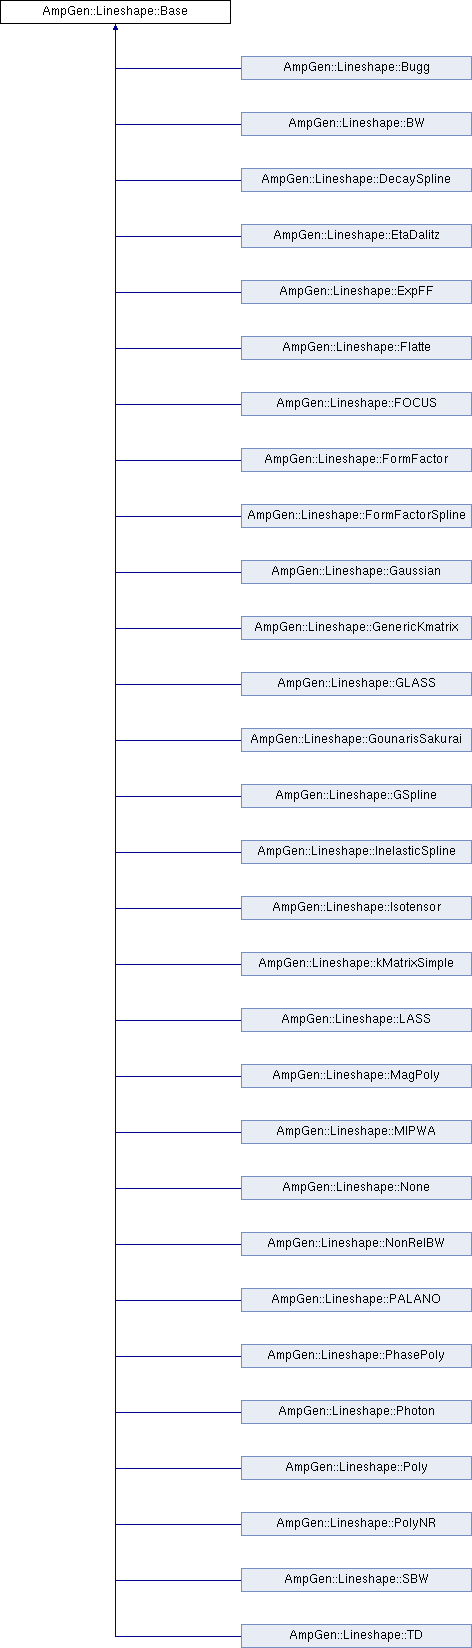 AmpGen::Lineshape::Base
AmpGen::Lineshape::Bugg
AmpGen::Lineshape::BW
AmpGen::Lineshape::DecaySpline
AmpGen::Lineshape::EtaDalitz
AmpGen::Lineshape::ExpFF
AmpGen::Lineshape::Flatte
AmpGen::Lineshape::FOCUS
AmpGen::Lineshape::FormFactor
AmpGen::Lineshape::FormFactorSpline
AmpGen::Lineshape::Gaussian
AmpGen::Lineshape::GenericKmatrix
AmpGen::Lineshape::GLASS
AmpGen::Lineshape::GounarisSakurai
AmpGen::Lineshape::GSpline
AmpGen::Lineshape::InelasticSpline
AmpGen::Lineshape::Isotensor
AmpGen::Lineshape::kMatrixSimple
AmpGen::Lineshape::LASS
AmpGen::Lineshape::MagPoly
AmpGen::Lineshape::MIPWA
AmpGen::Lineshape::None
AmpGen::Lineshape::NonRelBW
AmpGen::Lineshape::PALANO
AmpGen::Lineshape::PhasePoly
AmpGen::Lineshape::Photon
AmpGen::Lineshape::Poly
AmpGen::Lineshape::PolyNR
AmpGen::Lineshape::SBW
AmpGen::Lineshape::TD